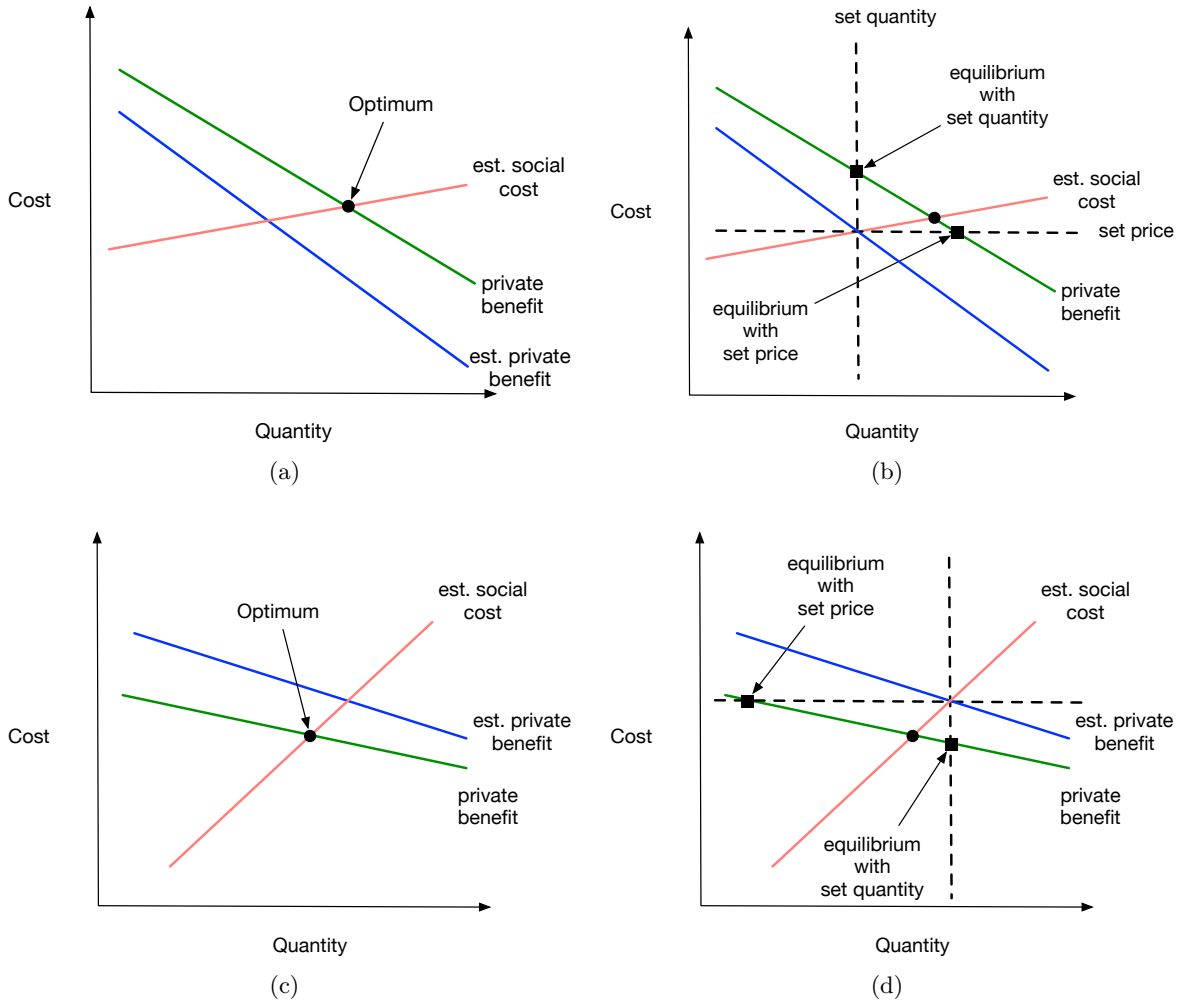 Optimum
est. social
cost
Cost
private
benefit
est. private
benefit
Quantity
(a)
set quantity
equilibrium
with
set quantity
est. social
cost
Cost
set price
equilibrium
with
set price
private
benefit
Quantity
(b)
est. social
cost
Optimum
Cost
est. private
benefit
private
benefit
Quantity
(c)
equilibrium
with
set price
est. social
cost
Cost
est. private
benefit
private
benefit
equilibrium
with
set quantity
Quantity
(d)